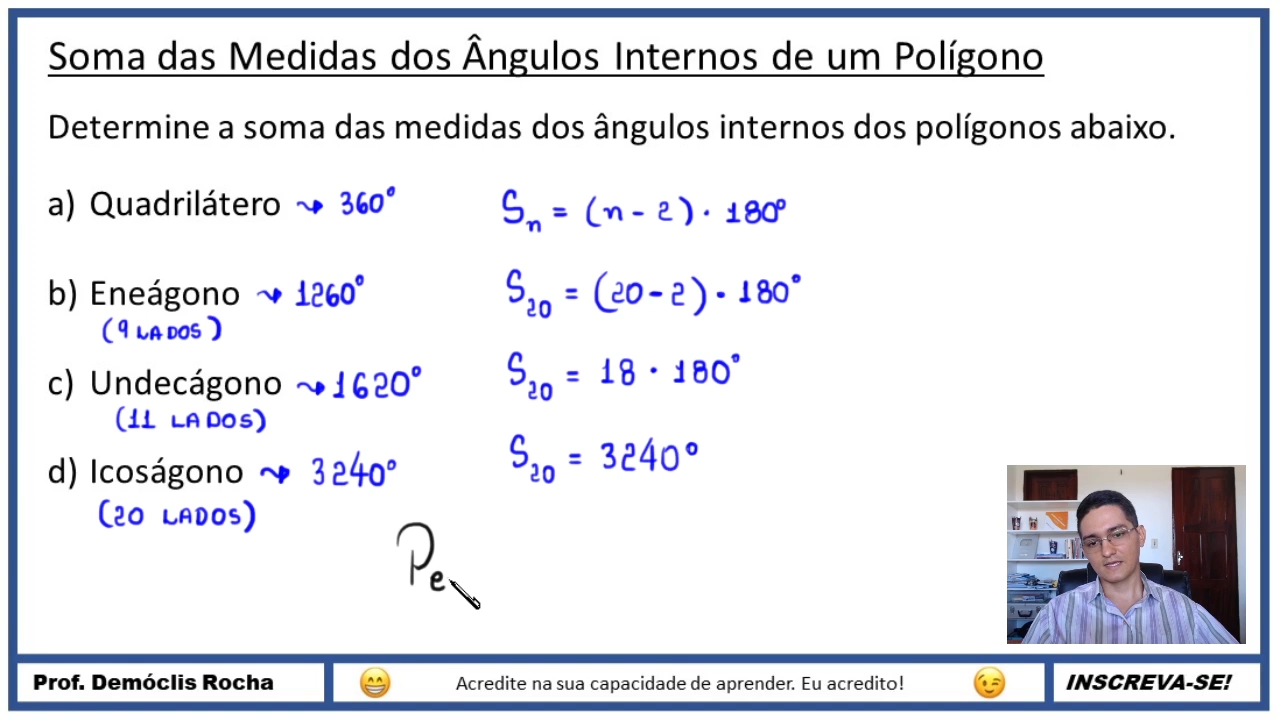 Soma das Medidas dos Ângulos Internos de um Polígono
Determine a soma das medidas dos ângulos internos dos polígonos abaixo.
a) Quadrilátero ⇝ 360°
b) Eneágono ⇝ 1260°
(9 LADOS)
c) Undecágono ⇝ 1620°
(11 LADOS)
d) Icoságono ⇝ 3240°
(20 LADOS)
Sn = (n - 2) · 180°
S20 = (20 - 2) · 180°
S20 = 18 · 180°
S20 = 3240°
Pe
Prof. Demóclis Rocha
Acredite na sua capacidade de aprender. Eu acredito!
INSCREVA-SE!